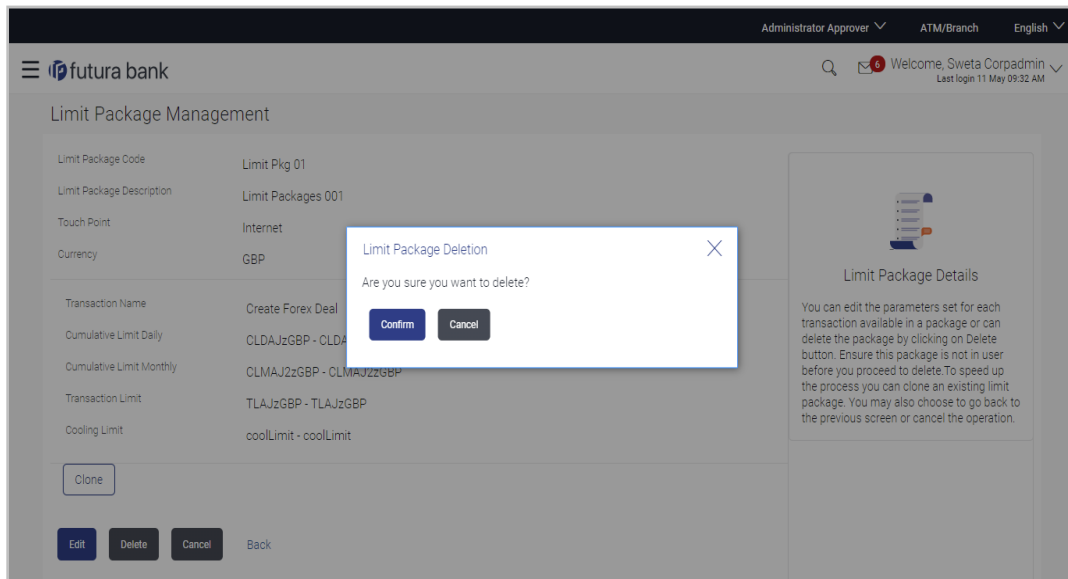 Administrator Approver ATM/Branch English
futura bank 6 Welcome, Sweta Corpadmin
Last login 11 May 09:32 AM
Limit Package Management
Limit Package Code Limit Pkg 01
Limit Package Description Limit Packages 001
Touch Point Internet
Currency GBP
Transaction Name Create Forex Deal
Cumulative Limit Daily CLDAJzGBP - CLDA
Cumulative Limit Monthly CLMAJ2zGBP - CLMAJ2zGBP
Transaction Limit TLAJzGBP - TLAJzGBP
Cooling Limit coolLimit - coolLimit
Clone
Edit Delete Cancel Back
Limit Package Deletion
Are you sure you want to delete?
Confirm Cancel
Limit Package Details
You can edit the parameters set for each
transaction available in a package or can
delete the package by clicking on Delete
button. Ensure this package is not in user
before you proceed to delete.To speed up
the process you can clone an existing limit
package. You may also choose to go back to
the previous screen or cancel the operation.